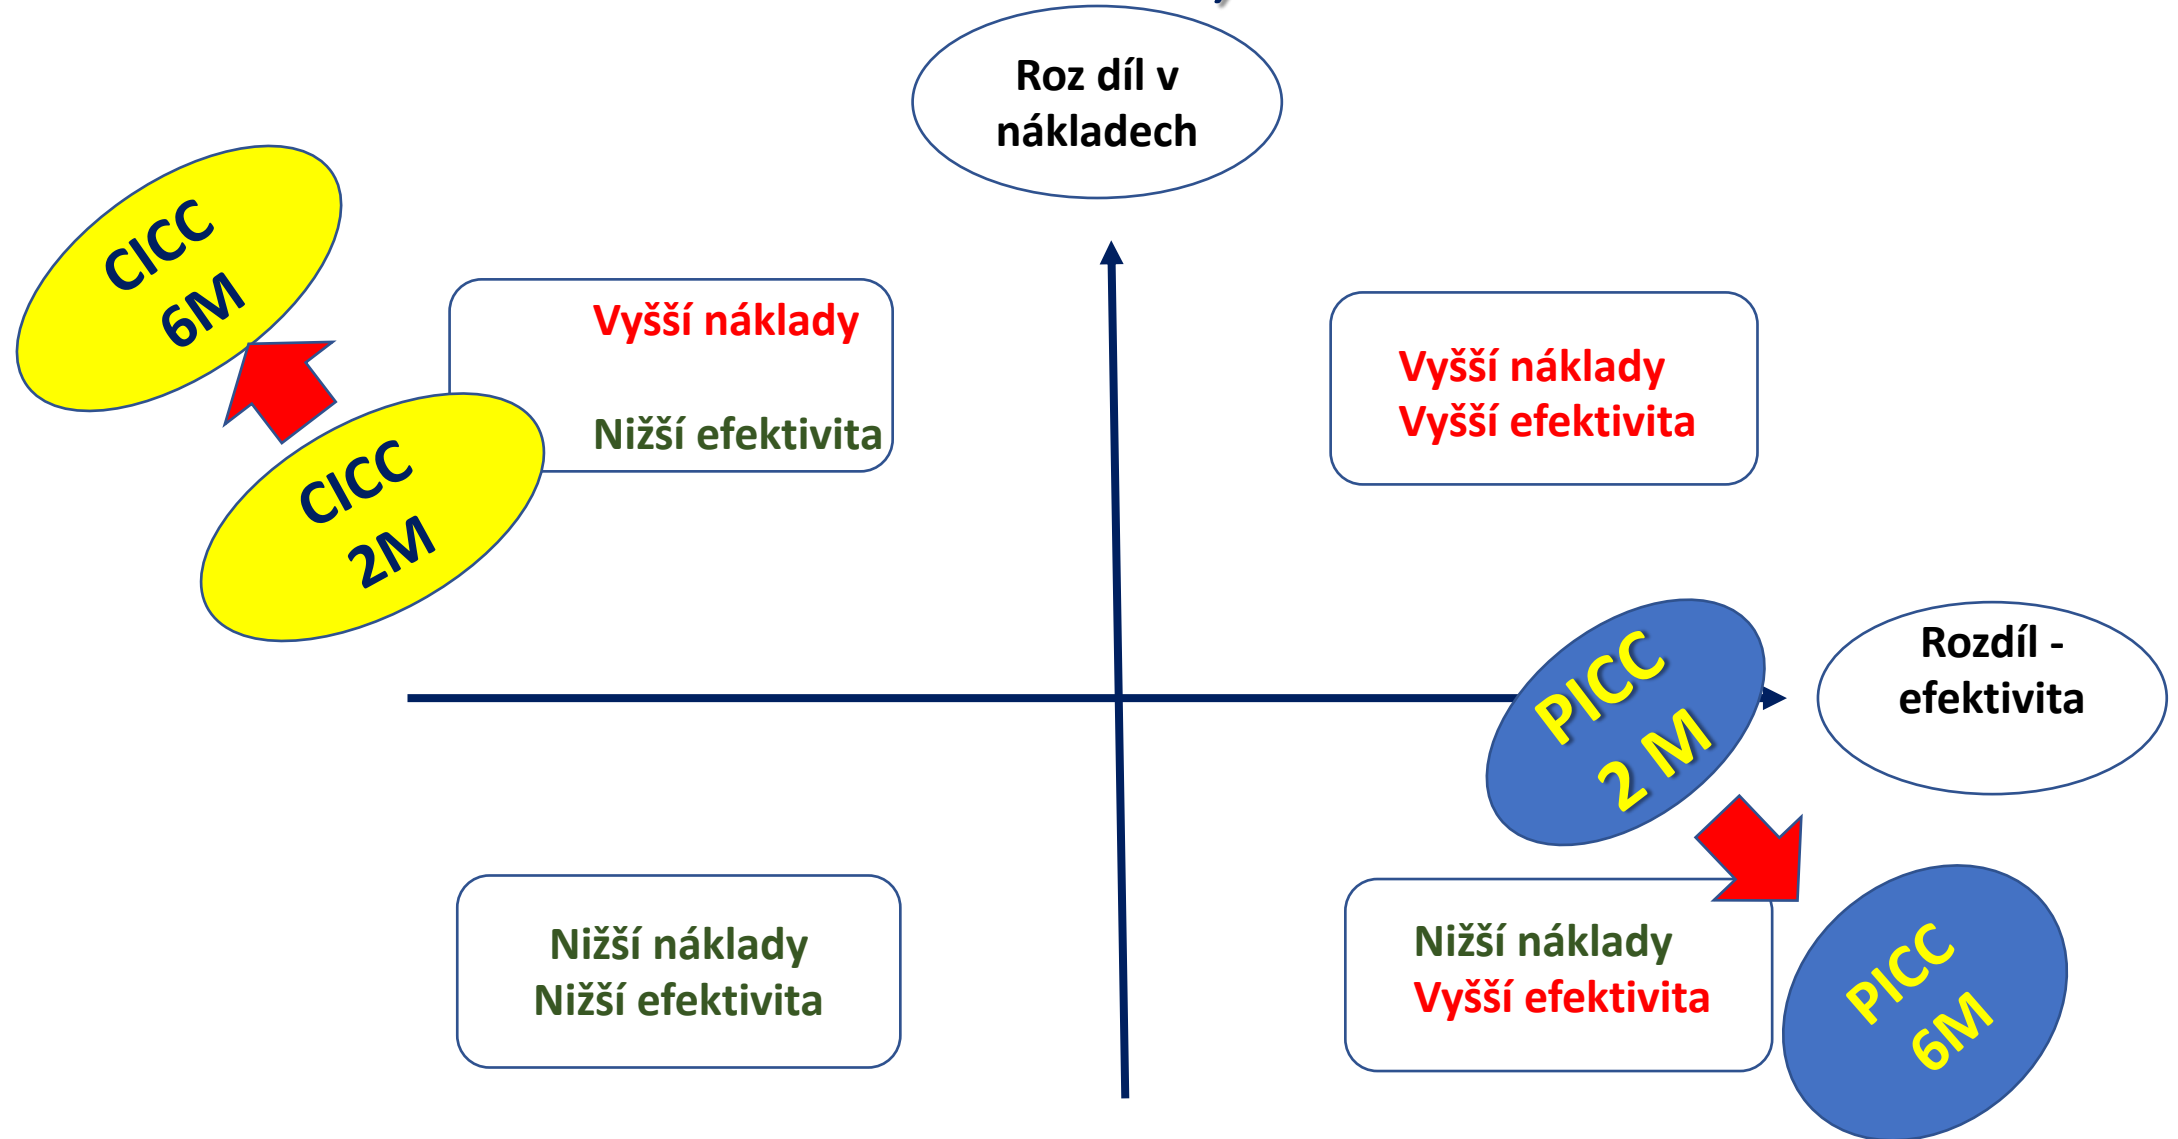 Roz díl v
nákladech
CICC
6M
Vyšší náklady
Nižší efektivita
Vyšší náklady
Vyšší efektivita
CICC
2M
PICC
2 M
Rozdíl -
efektivita
Nižší náklady
Nižší efektivita
Nižší náklady
Vyšší efektivita
PICC
6M